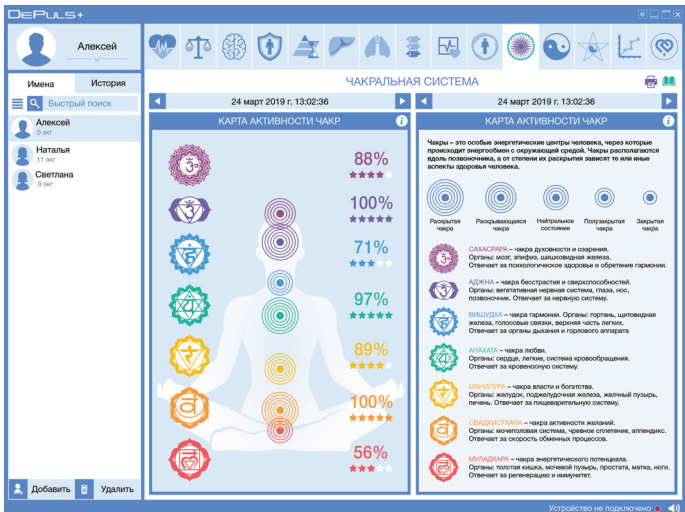 DEPULS+
Алексей
Имена
История
Быстрый поиск
Алексей
0 экг
Наталья
11 экг
Светлана
0 экг
Добавить
Удалить
ЧАКРАЛЬНАЯ СИСТЕМА
24 март 2019 г. 13:02:36
КАРТА АКТИВНОСТИ ЧАКР
88%
100%
71%
97%
89%
100%
56%
24 март 2019 г. 13:02:36
КАРТА АКТИВНОСТИ ЧАКР
Чакры – это особые энергетические центры человека, через которые
происходит энергообмен с окружающей средой. Чакры располагаются
вдоль позвоночника, а от степени их раскрытия зависят те или иные
аспекты здоровья человека.
Раскрытая
чакра
Раскрывающаяся
чакра
Нейтральное
состояние
Полузакрытая
чакра
Закрытая
чакра
САХАСРАРА – чакра духовности и озарения.
Органы: мозг, эпифиз, шишковидная железа.
Отвечает за психологическое здоровье и обретение гармонии.
АДЖНА – чакра бесстрастия и сверхспособностей.
Органы: вегетативная нервная система, глаза, нос,
позвоночник. Отвечает за нервную систему.
ВИШУДХА – чакра гармонии. Органы: гортань, щитовидная
железа, голосовые связки, верхняя часть легких.
Отвечает за органы дыхания и горлового аппарата
АНАХАТА – чакра любви.
Органы: сердце, легкие, система кровообращения.
Отвечает за кровеносную систему.
МАНИПУРА – чакра власти и богатства.
Органы: желудок, поджелудочная железа, желчный пузырь,
печень. Отвечает за пищеварительную систему.
СВАДХИСТХАНА – чакра активности желаний.
Органы: мочеполовая система, чревное сплетение, аппендикс.
Отвечает за скорость обменных процессов.
МУЛАДХАРА – чакра энергетического потенциала.
Органы: толстая кишка, мочевой пузырь, простата, матка, ноги.
Отвечает за регенерацию и иммунитет.
Устройство не подключено